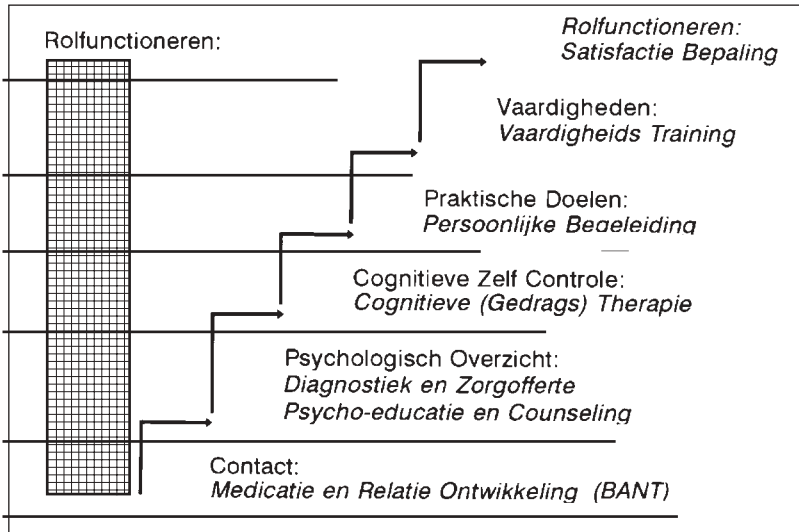 Rolfunctioneren:
Rolfunctioneren:
Satisfactie Bepaling
Vaardigheden:
Vaardigheids Training
Praktische Doelen:
Persoonlijke Begeleiding
Cognitieve Zelf Controle:
Cognitieve (Gedrags) Therapie
Psychologisch Overzicht:
Diagnostiek en Zorgofferte
Psycho-educatie en Counseling
Contact:
Medicatie en Relatie Ontwikkeling (BANT)